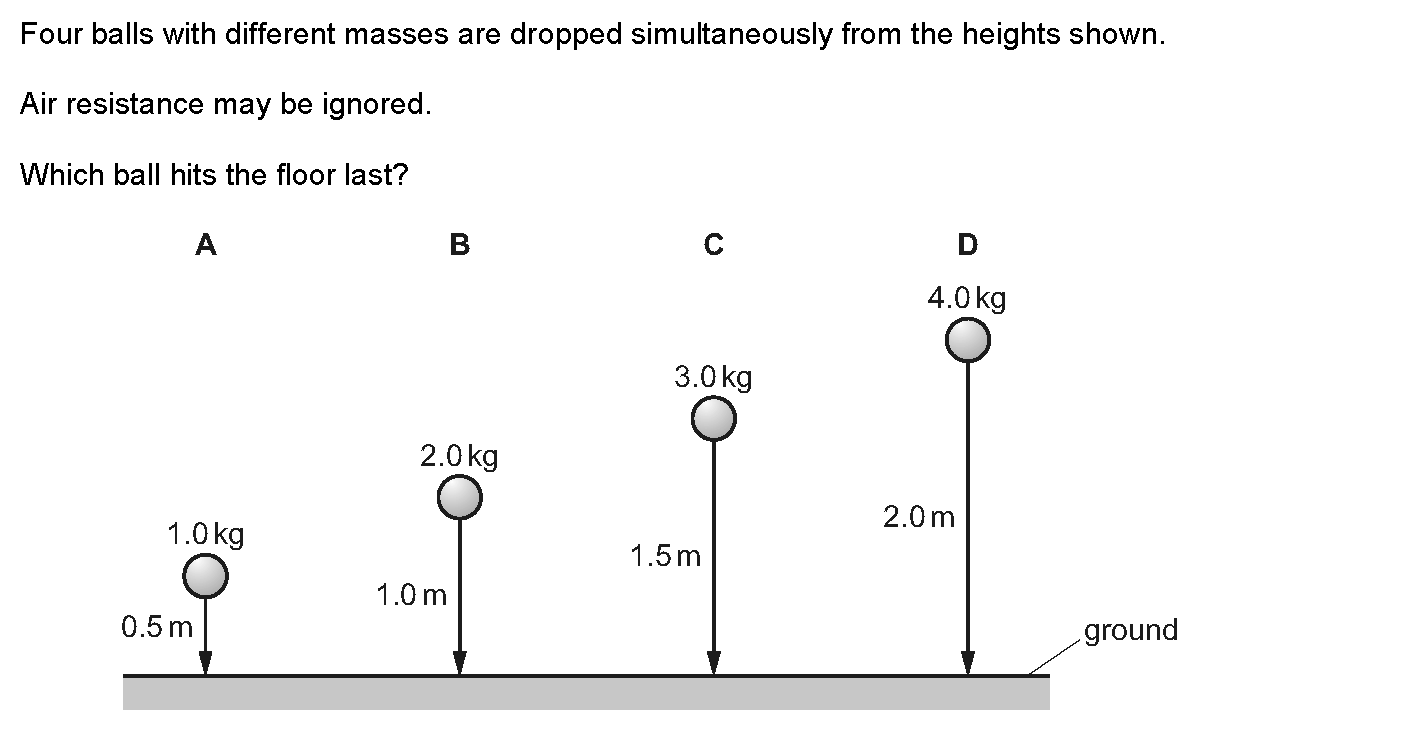 Four balls with different masses are dropped simultaneously from the heights shown.
Air resistance may be ignored.
Which ball hits the floor last?
A B C D
4.0 kg
3.0 kg
2.0 kg
2.0 m
1.0 kg
1.5 m
1.0 m
0.5 m
ground